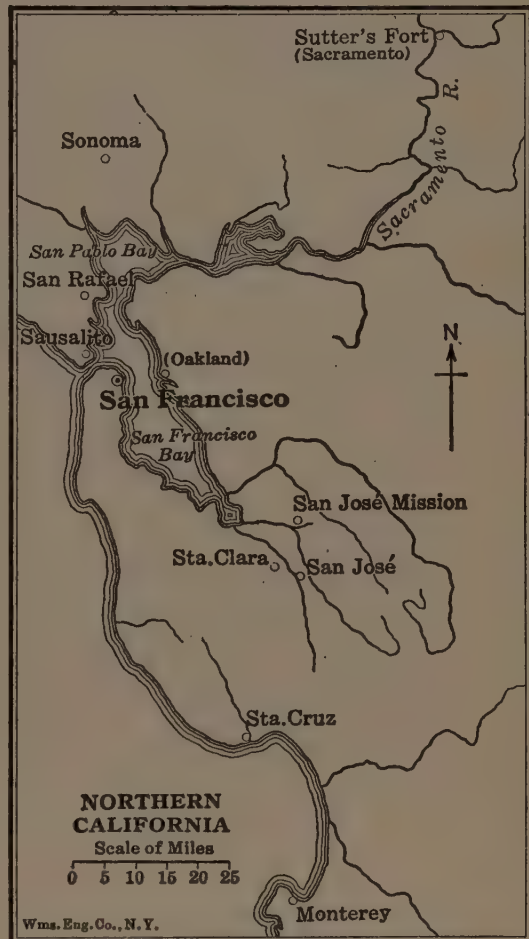 Sutter's Fort
(Sacramento)
Sacramento R.
Sonoma
San Pablo Bay
San Rafael
Sausalito
(Oakland)
N
San Francisco
San Francisco
Bay
San José Mission
Sta. Clara
San José
Sta. Cruz
NORTHERN
CALIFORNIA
Scale of Miles
0 5 10 15 20 25
Monterey
Wms. Eng. Co., N. Y.